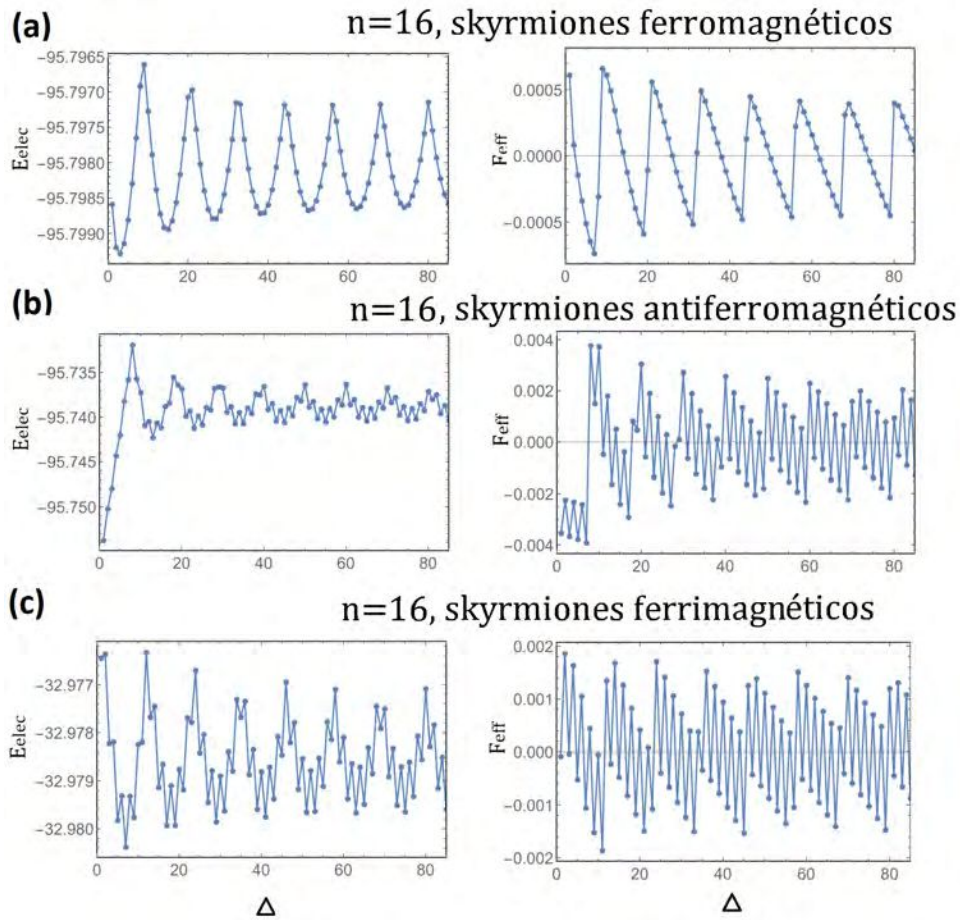 (a)
n=16, skyrmiones ferromagnéticos
−95.7965
−95.7970
−95.7975
−95.7980
−95.7985
−95.7990
Eelec
0 20 40 60 80
0.0005
0.0000
−0.0005
Feff
0 20 40 60 80
(b)
n=16, skyrmiones antiferromagnéticos
−95.735
−95.740
−95.745
−95.750
Eelec
0 20 40 60 80
0.004
0.002
0.000
−0.002
−0.004
Feff
0 20 40 60 80
(c)
n=16, skyrmiones ferrimagnéticos
−32.977
−32.978
−32.979
−32.980
Eelec
0 20 40 60 80
Δ
0.002
0.001
0.000
−0.001
−0.002
Feff
0 20 40 60 80
Δ